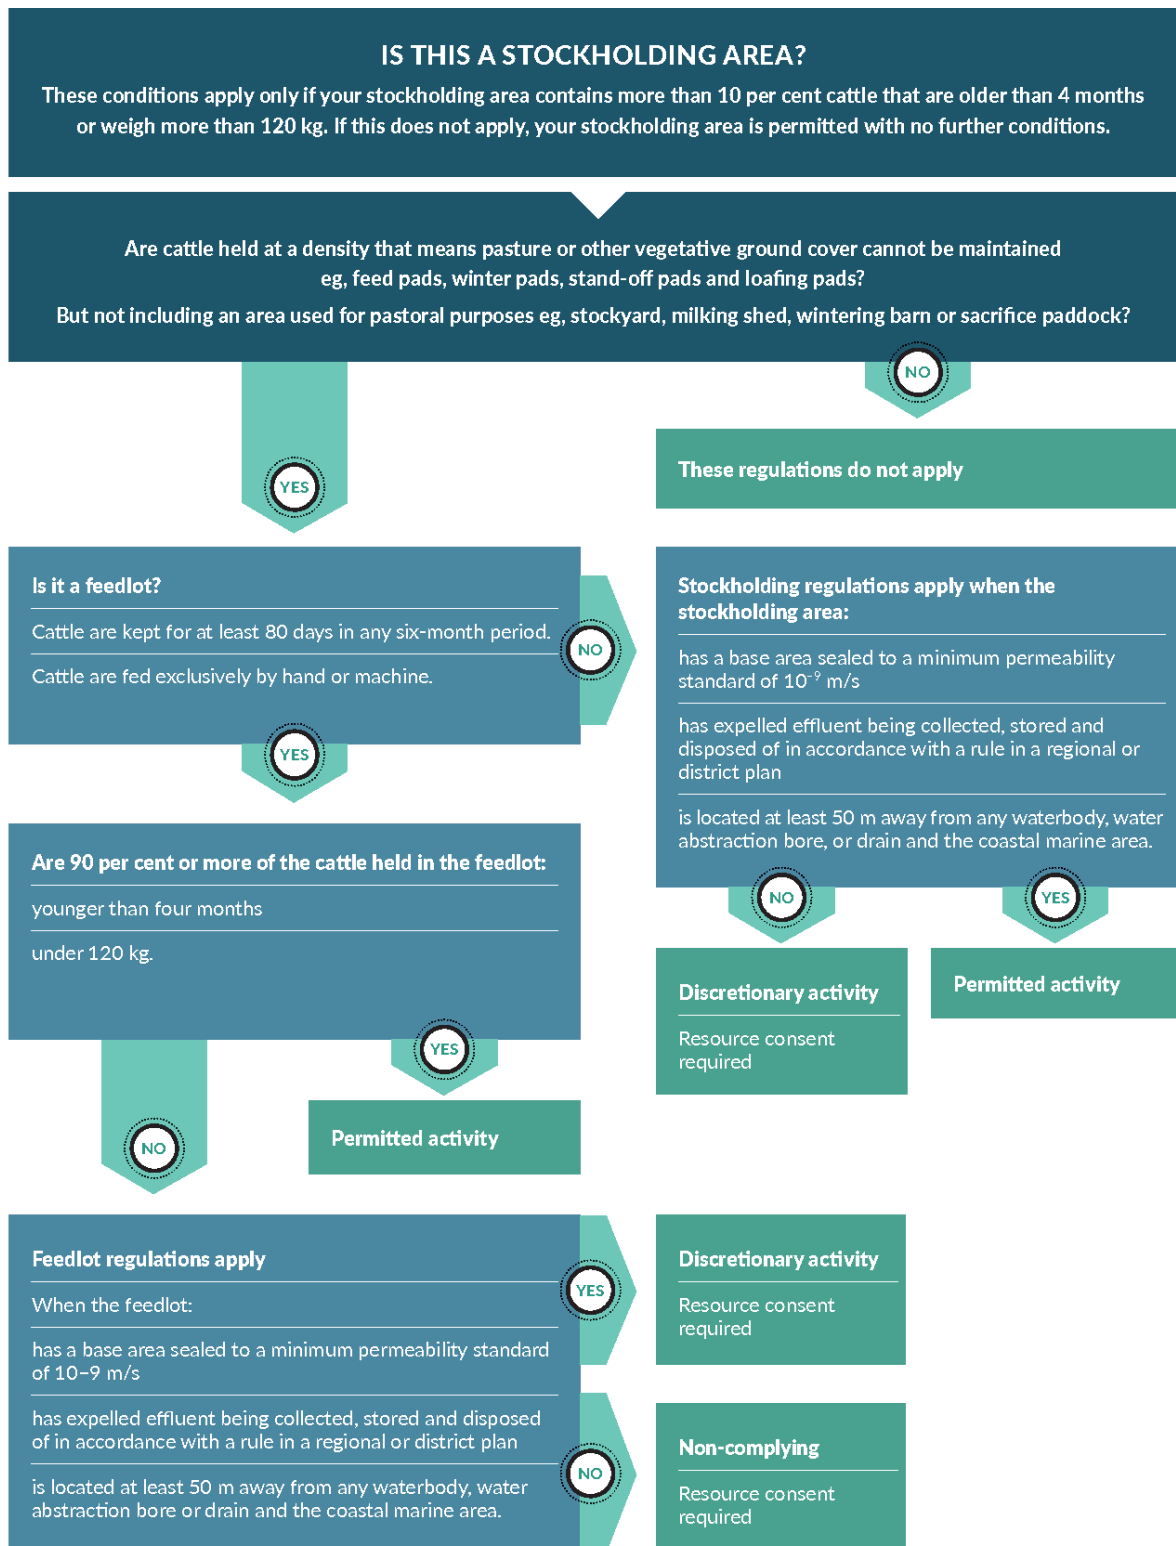 IS THIS A STOCKHOLDING AREA?
These conditions apply only if your stockholding area contains more than 10 per cent cattle that are older than 4 months
or weigh more than 120 kg. If this does not apply, your stockholding area is permitted with no further conditions.
Are cattle held at a density that means pasture or other vegetative ground cover cannot be maintained
eg, feed pads, winter pads, stand-off pads and loafing pads?
But not including an area used for pastoral purposes eg, stockyard, milking shed, wintering barn or sacrifice paddock?
NO
These regulations do not apply
YES
Is it a feedlot?
Cattle are kept for at least 80 days in any six-month period.
Cattle are fed exclusively by hand or machine.
NO
Stockholding regulations apply when the
stockholding area:
has a base area sealed to a minimum permeability
standard of 10⁻⁹ m/s
has expelled effluent being collected, stored and
disposed of in accordance with a rule in a regional or
district plan
is located at least 50 m away from any waterbody, water
abstraction bore, or drain and the coastal marine area.
NO
YES
Discretionary activity
Resource consent
required
Permitted activity
YES
Are 90 per cent or more of the cattle held in the feedlot:
younger than four months
under 120 kg.
YES
Permitted activity
NO
Feedlot regulations apply
When the feedlot:
has a base area sealed to a minimum permeability standard
of 10–9 m/s
has expelled effluent being collected, stored and disposed
of in accordance with a rule in a regional or district plan
is located at least 50 m away from any waterbody, water
abstraction bore or drain and the coastal marine area.
YES
Discretionary activity
Resource consent
required
NO
Non-complying
Resource consent
required